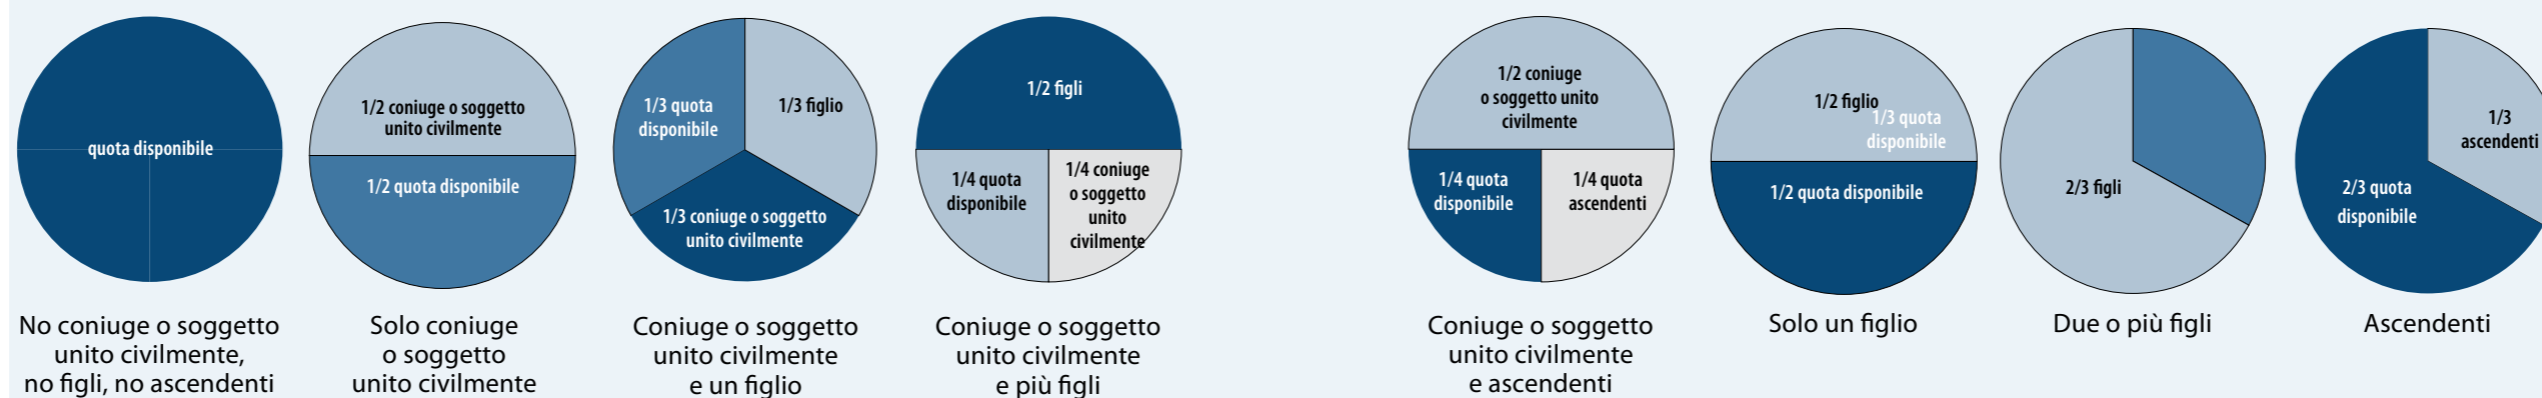 quota disponibile
No coniuge o soggetto
unito civilmente,
no figli, no ascendenti
1/2 coniuge o soggetto
unito civilmente
1/2 quota disponibile
Solo coniuge
o soggetto
unito civilmente
1/3 quota
disponibile
1/3 figlio
1/3 coniuge o soggetto
unito civilmente
Coniuge o soggetto
unito civilmente
e un figlio
1/2 figli
1/4 quota
disponibile
1/4 coniuge
o soggetto
unito
civilmente
Coniuge o soggetto
unito civilmente
e più figli
1/2 coniuge
o soggetto unito
civilmente
1/4 quota
disponibile
1/4 quota
ascendenti
Coniuge o soggetto
unito civilmente
e ascendenti
1/2 figlio
1/3 quota
disponibile
1/2 quota disponibile
Solo un figlio
2/3 figli
Due o più figli
1/3
ascendenti
2/3 quota
disponibile
Ascendenti